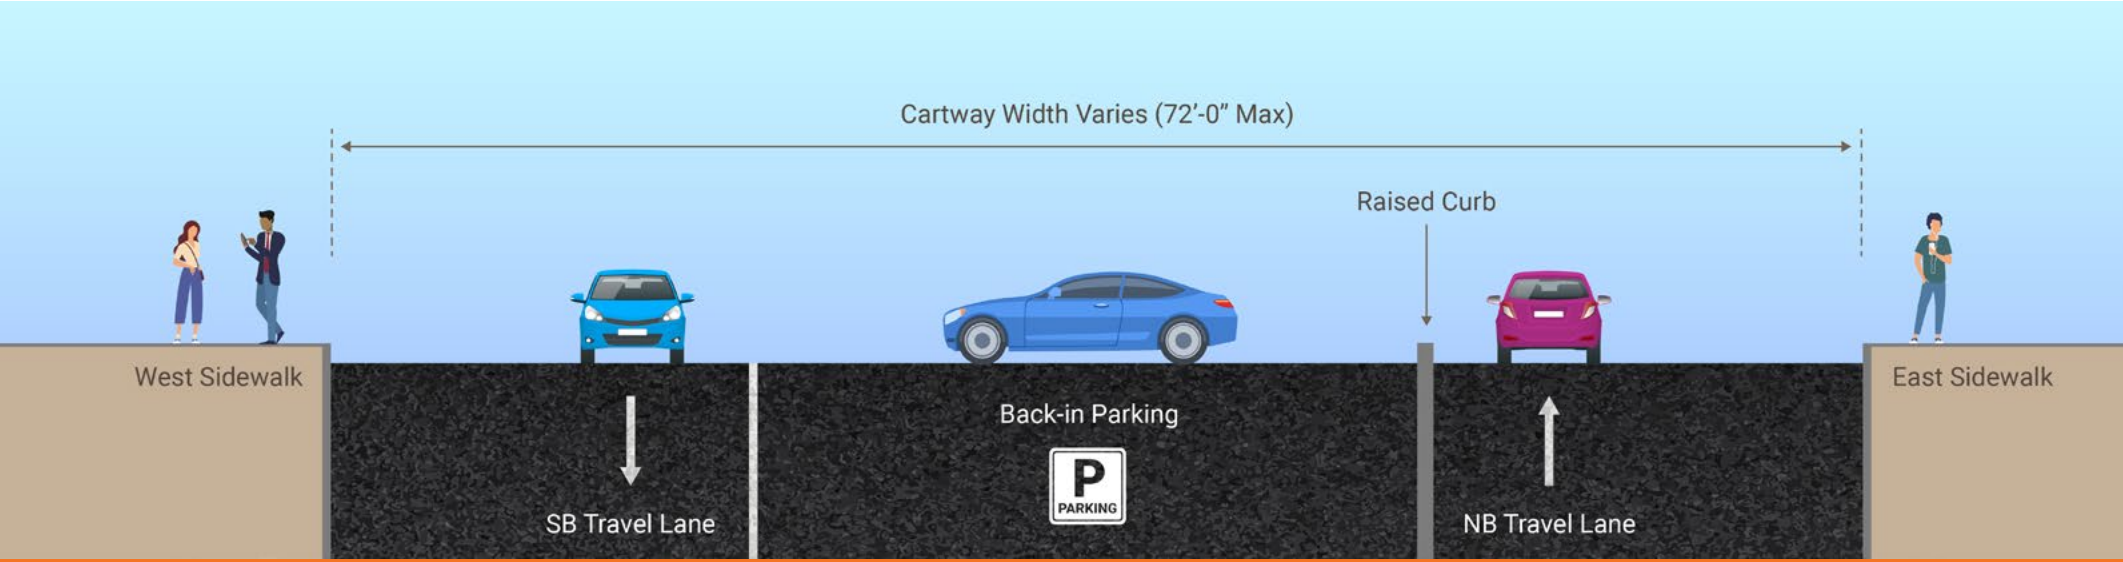 Cartway Width Varies (72’-0” Max)
Raised Curb
West Sidewalk
East Sidewalk
Back-in Parking
P
PARKING
SB Travel Lane
NB Travel Lane